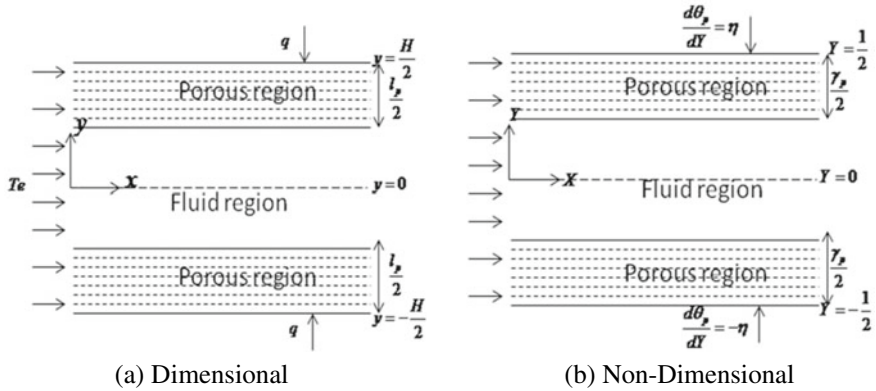 q
y = H/2
Porous region
l_p/2
y
Te
x
y = 0
Fluid region
Porous region
l_p/2
q
y = -H/2
(a) Dimensional
dθ_p/dY = η
Y = 1/2
Porous region
γ_p/2
Y
X
Y = 0
Fluid region
Porous region
γ_p/2
dθ_p/dY = -η
Y = -1/2
(b) Non-Dimensional